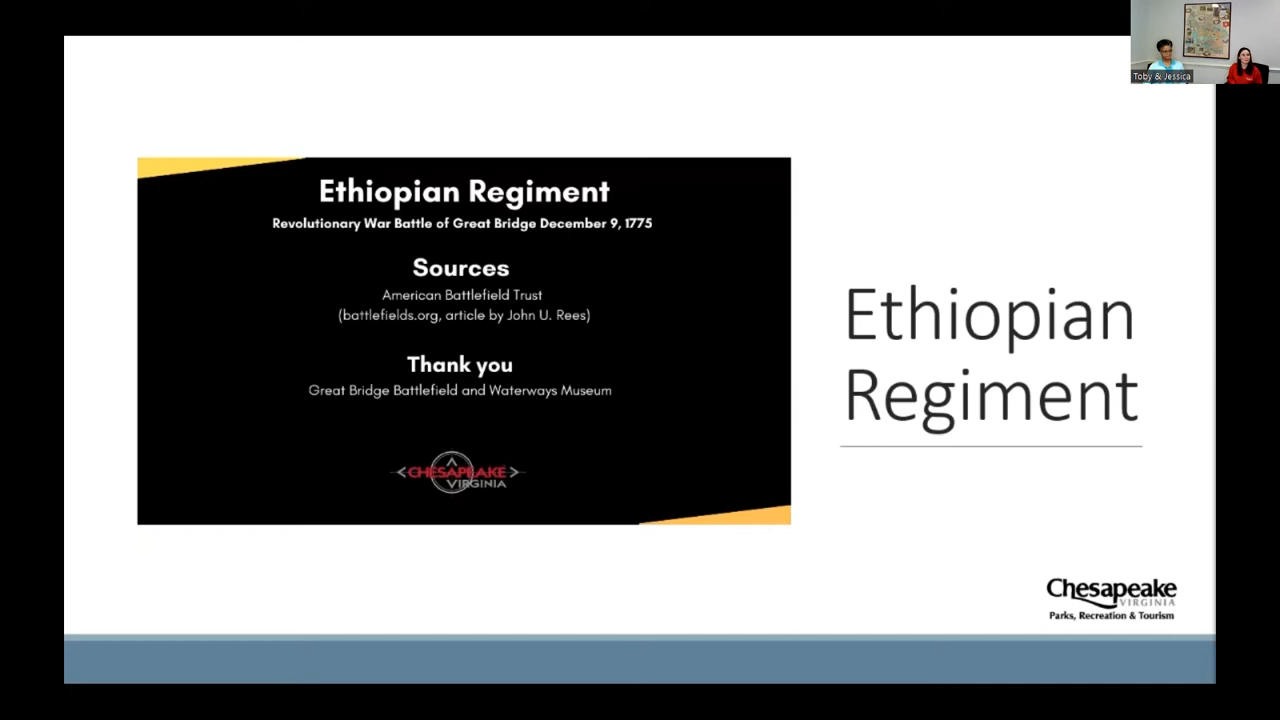 Toby & Jessica
Ethiopian Regiment
Revolutionary War Battle of Great Bridge December 9, 1775
Sources
American Battlefield Trust
(battlefields.org, article by John U. Rees)
Thank you
Great Bridge Battlefield and Waterways Museum
CHESAPEAKE
VIRGINIA
Ethiopian
Regiment
Chesapeake
VIRGINIA
Parks, Recreation & Tourism